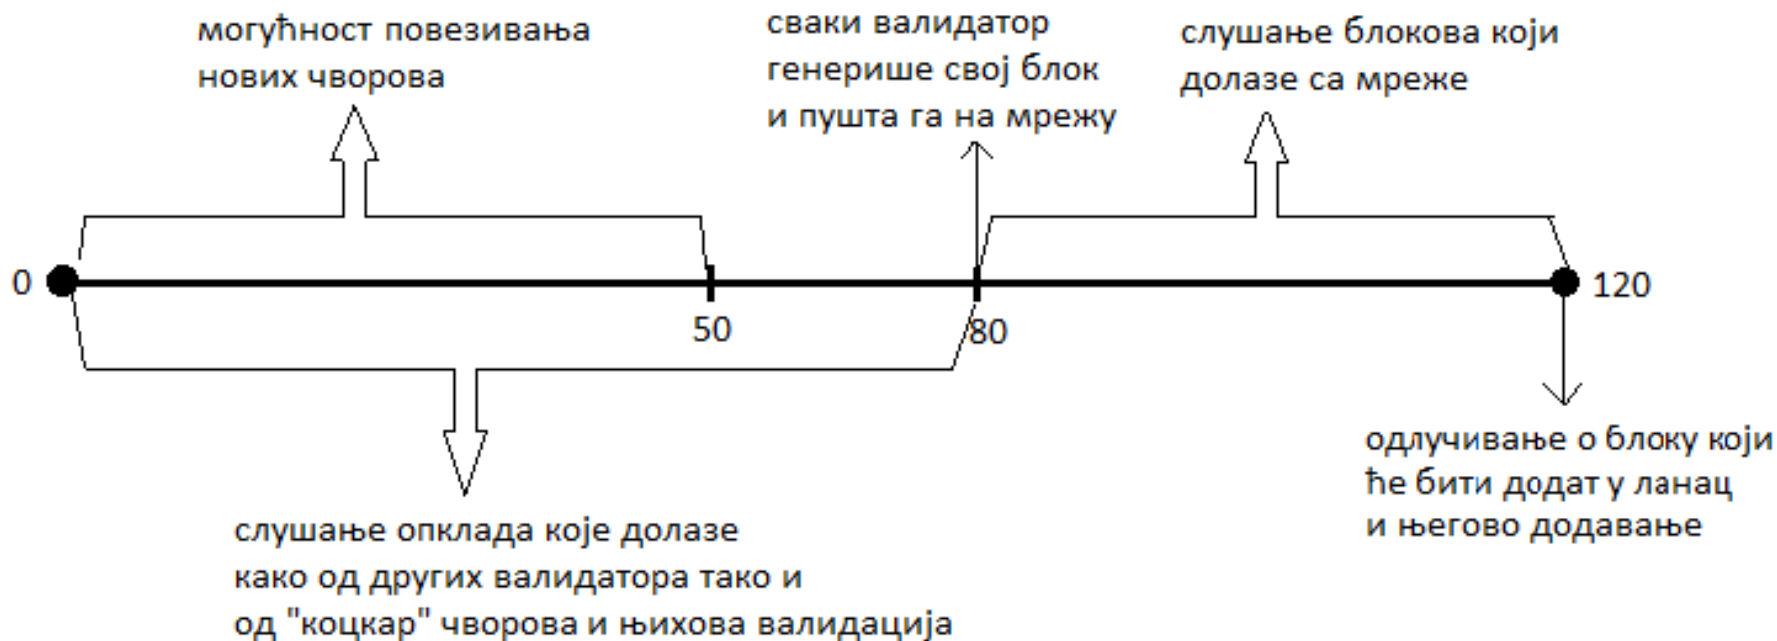 могућност повезивања
нових чворова
сваки валидатор
генерише свој блок
и пушта га на мрежу
слушање блокова који
долазе са мреже
0
50
80
120
слушање опклада које долазе
како од других валидатора тако и
од "коцкар" чворова и њихова валидација
одлучивање о блоку који
ће бити додат у ланац
и његово додавање